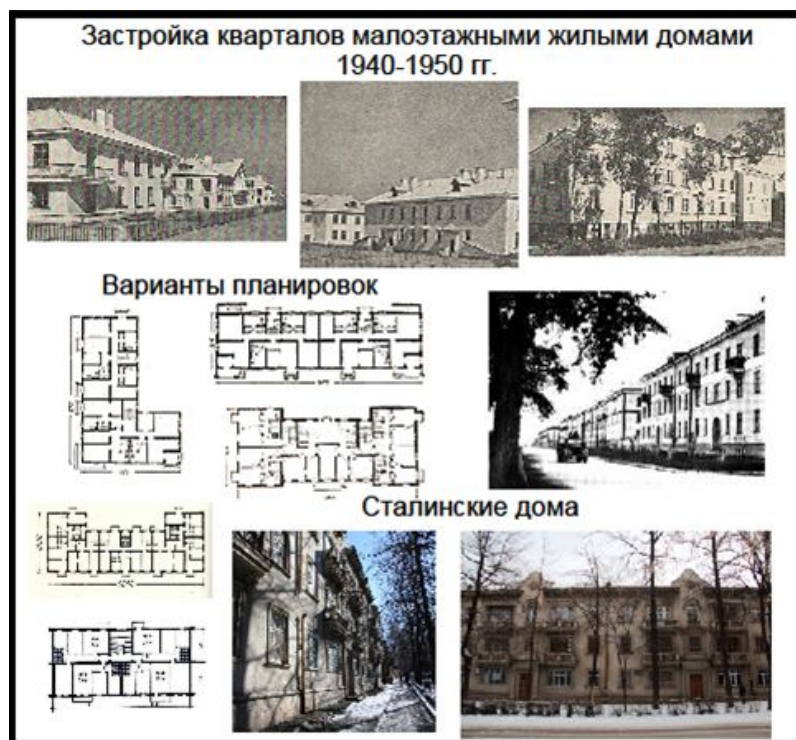 Застройка кварталов малоэтажными жилыми домами
1940-1950 гг.
Варианты планировок
Сталинские дома